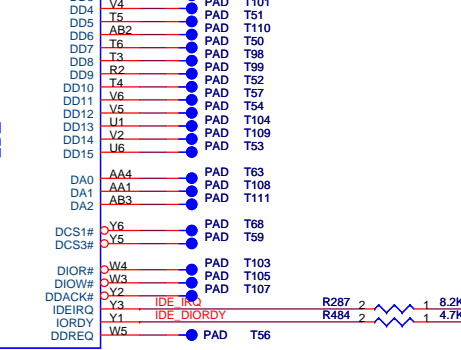 DD4 V4 PAD T101
DD5 T5 PAD T51
DD6 AB2 PAD T110
DD7 T6 PAD T50
DD8 T3 PAD T98
DD9 R2 PAD T99
DD10 T4 PAD T52
DD11 V6 PAD T57
DD12 V5 PAD T54
DD13 U1 PAD T104
DD14 V2 PAD T109
DD15 U6 PAD T53
DA0 AA4 PAD T63
DA1 AA1 PAD T108
DA2 AB3 PAD T111
DCS1# Y6 PAD T68
DCS3# Y5 PAD T59
DIOR# W4 PAD T103
DIOW# W3 PAD T105
DDACK# Y2 PAD T107
IDEIRQ Y3 IDE_IRQ R287 2 1 8.2K
IORDY Y1 IDE_DIORDY R484 2 1 4.7K
DDREQ W5 PAD T56